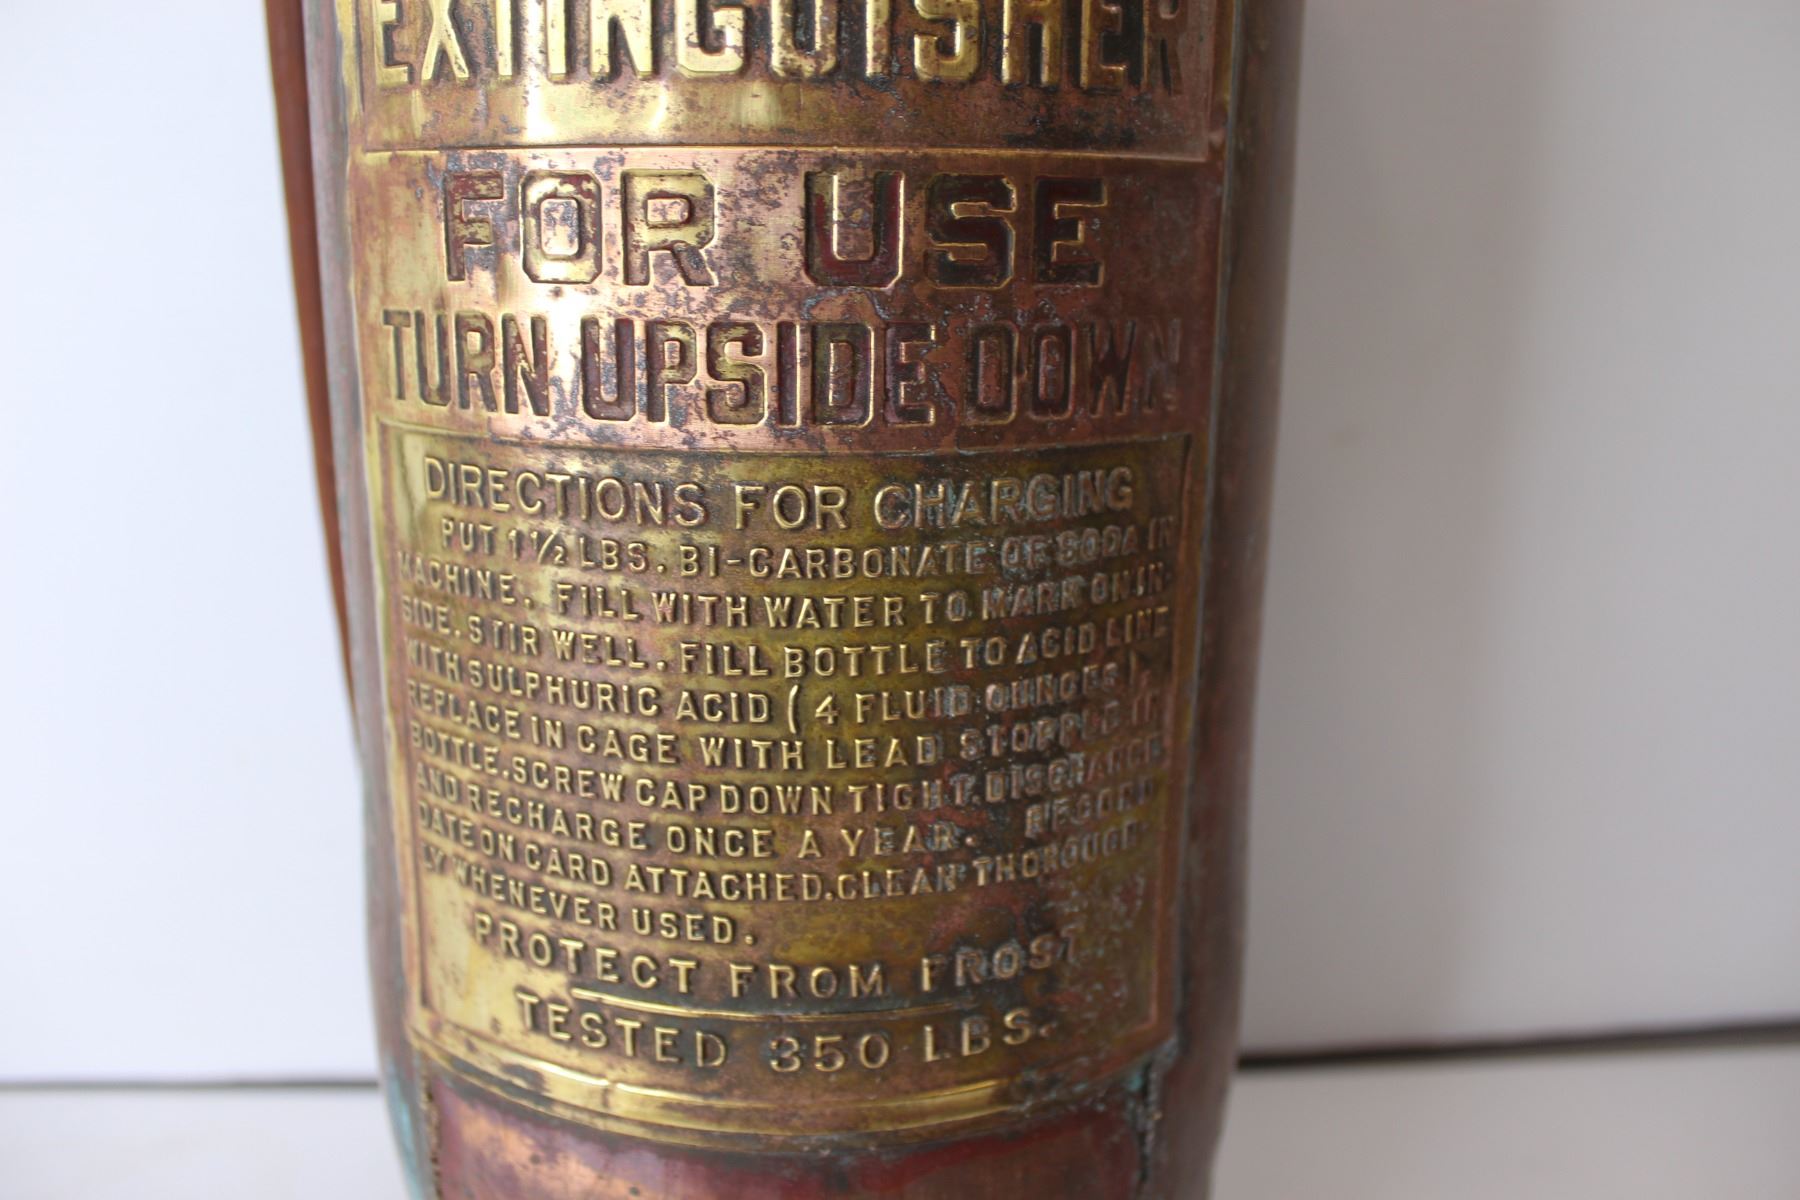 EXTINGUISHER
FOR USE
TURN UPSIDE DOWN
DIRECTIONS FOR CHARGING
PUT 1 1/2 LBS. BI-CARBONATE OF SODA IN
MACHINE. FILL WITH WATER TO MARK ON IN-
SIDE. STIR WELL. FILL BOTTLE TO ACID LINE
WITH SULPHURIC ACID (4 FLUID OUNCES),
REPLACE IN CAGE WITH LEAD STOPPLE IN
BOTTLE. SCREW CAP DOWN TIGHT. DISCHARGE
AND RECHARGE ONCE A YEAR. RECORD
DATE ON CARD ATTACHED. CLEAN THOROUGH-
LY WHENEVER USED.
PROTECT FROM FROST
TESTED 350 LBS.